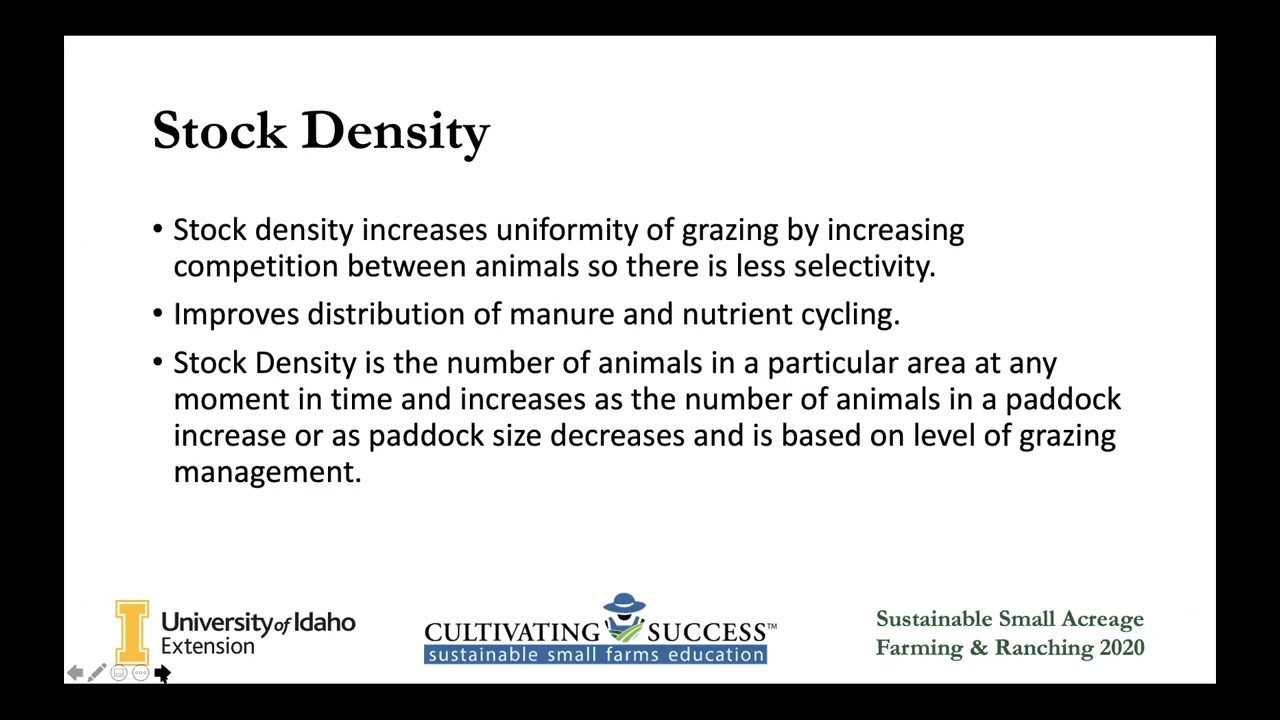 Stock Density
• Stock density increases uniformity of grazing by increasing
competition between animals so there is less selectivity.
• Improves distribution of manure and nutrient cycling.
• Stock Density is the number of animals in a particular area at any
moment in time and increases as the number of animals in a paddock
increase or as paddock size decreases and is based on level of grazing
management.
I
University of Idaho
Extension
CULTIVATING SUCCESS™
sustainable small farms education
Sustainable Small Acreage
Farming & Ranching 2020